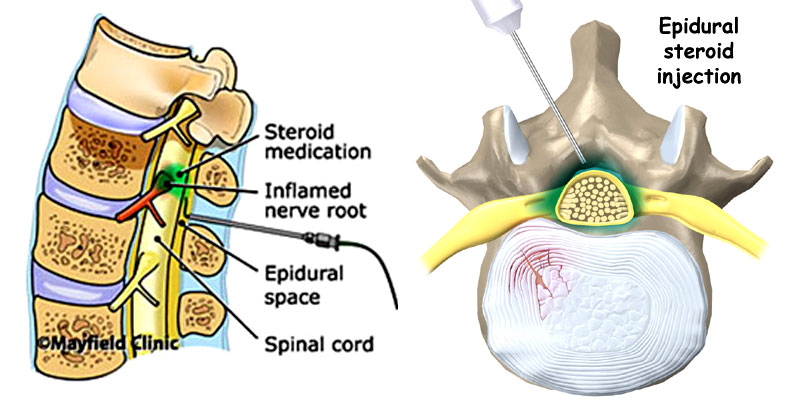 Epidural
steroid
injection
Steroid
medication
Inflamed
nerve root
Epidural
space
Spinal cord
©Mayfield Clinic